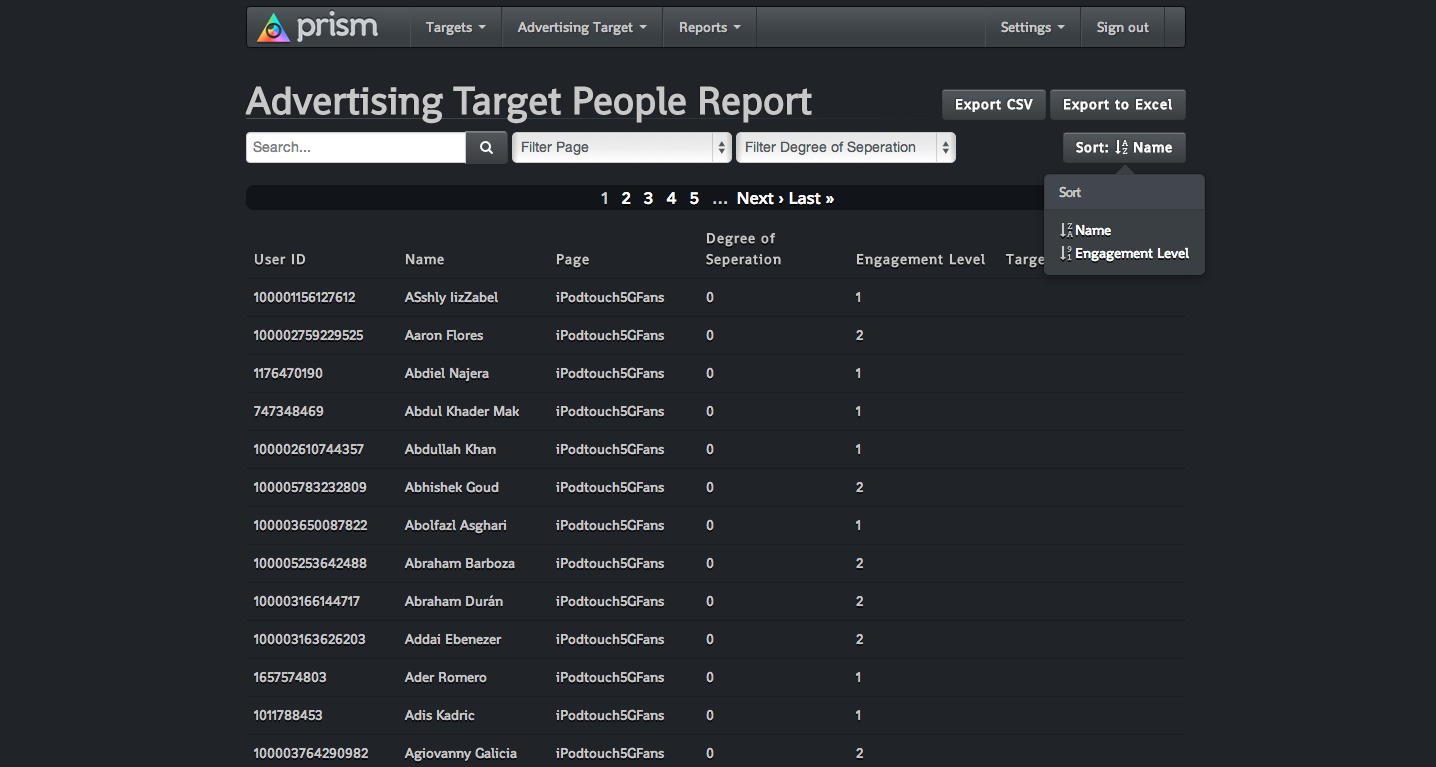 prism Targets Advertising Target Reports Settings Sign out
Advertising Target People Report Export CSV Export to Excel
Search... Filter Page Filter Degree of Seperation Sort: A Z Name
1 2 3 4 5 ... Next › Last »
Sort
Z A Name
9 1 Engagement Level
User ID Name Page Degree of Seperation Engagement Level Targe
100001156127612 ASshly IizZabel iPodtouch5GFans 0 1
100002759229525 Aaron Flores iPodtouch5GFans 0 2
1176470190 Abdiel Najera iPodtouch5GFans 0 1
747348469 Abdul Khader Mak iPodtouch5GFans 0 1
100002610744357 Abdullah Khan iPodtouch5GFans 0 1
100005783232809 Abhishek Goud iPodtouch5GFans 0 2
100003650087822 Abolfazl Asghari iPodtouch5GFans 0 1
100005253642488 Abraham Barboza iPodtouch5GFans 0 2
100003166144717 Abraham Durán iPodtouch5GFans 0 2
100003163626203 Addai Ebenezer iPodtouch5GFans 0 2
1657574803 Ader Romero iPodtouch5GFans 0 1
1011788453 Adis Kadric iPodtouch5GFans 0 1
100003764290982 Agiovanny Galicia iPodtouch5GFans 0 2